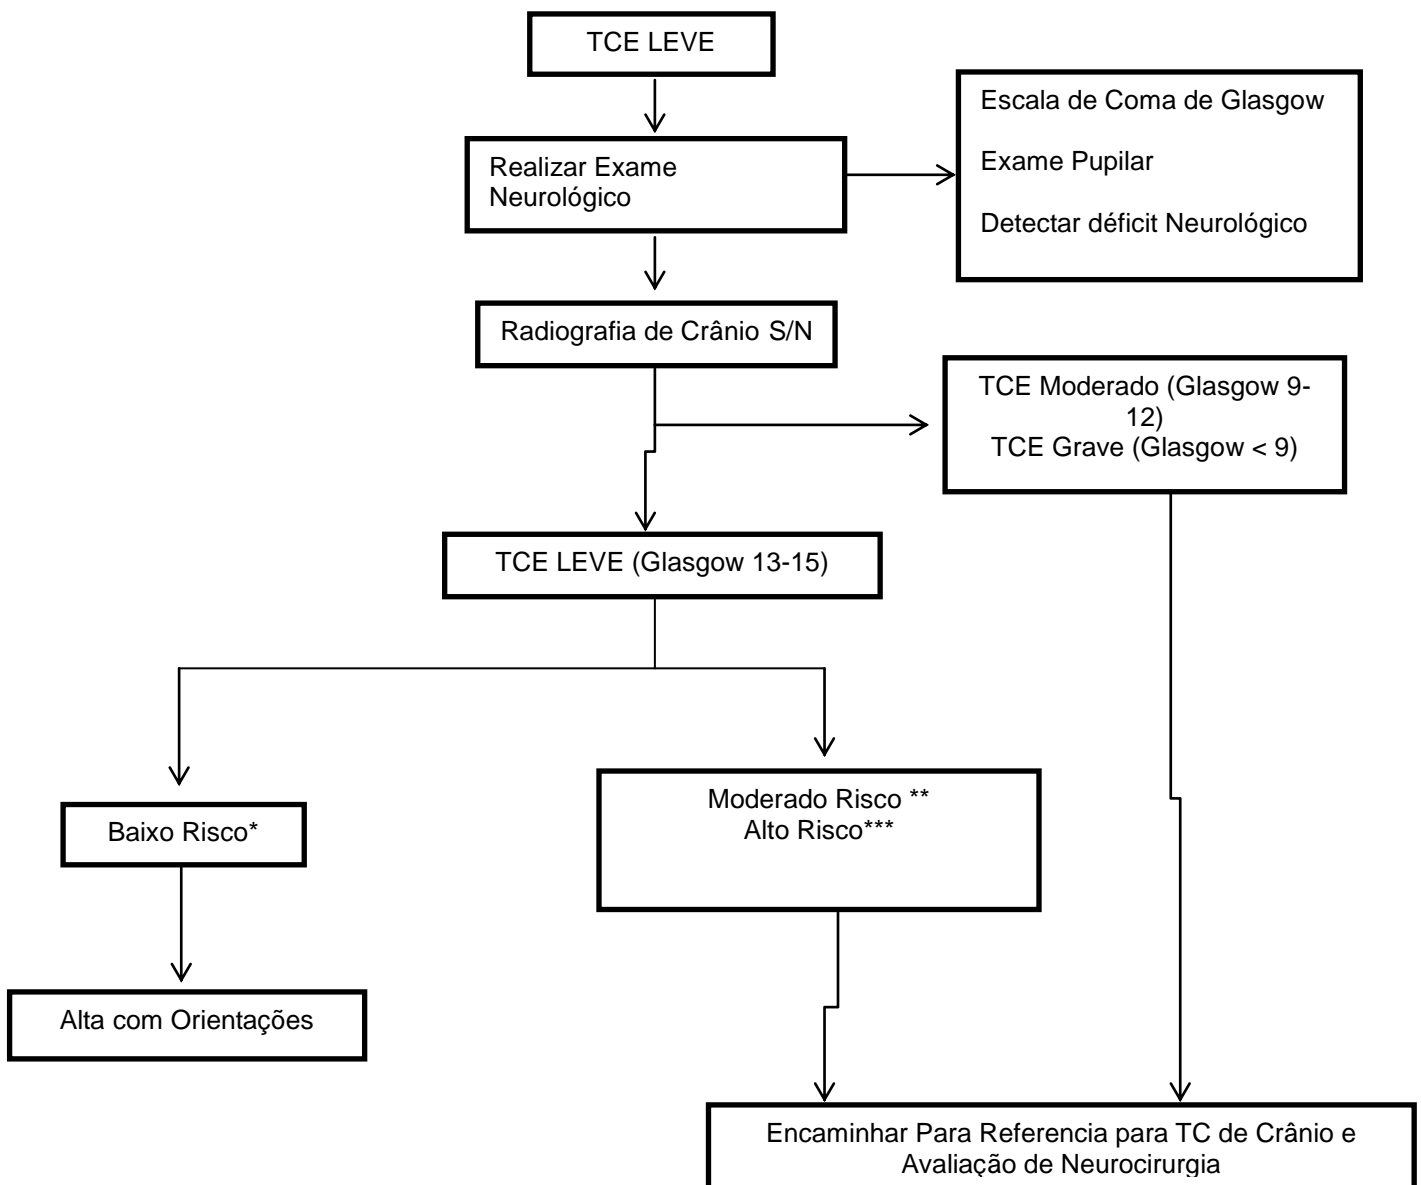 TCE LEVE
Realizar Exame
Neurológico
Escala de Coma de Glasgow
Exame Pupilar
Detectar déficit Neurológico
Radiografia de Crânio S/N
TCE Moderado (Glasgow 9-
12)
TCE Grave (Glasgow < 9)
TCE LEVE (Glasgow 13-15)
Baixo Risco*
Moderado Risco **
Alto Risco***
Alta com Orientações
Encaminhar Para Referencia para TC de Crânio e
Avaliação de Neurocirurgia